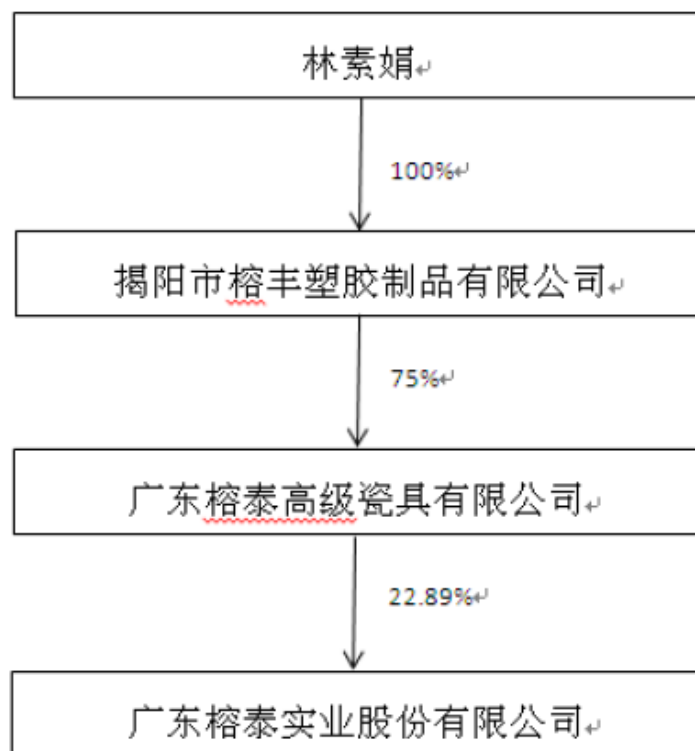 林素娟
100%
揭阳市榕丰塑胶制品有限公司
75%
广东榕泰高级瓷具有限公司
22.89%
广东榕泰实业股份有限公司